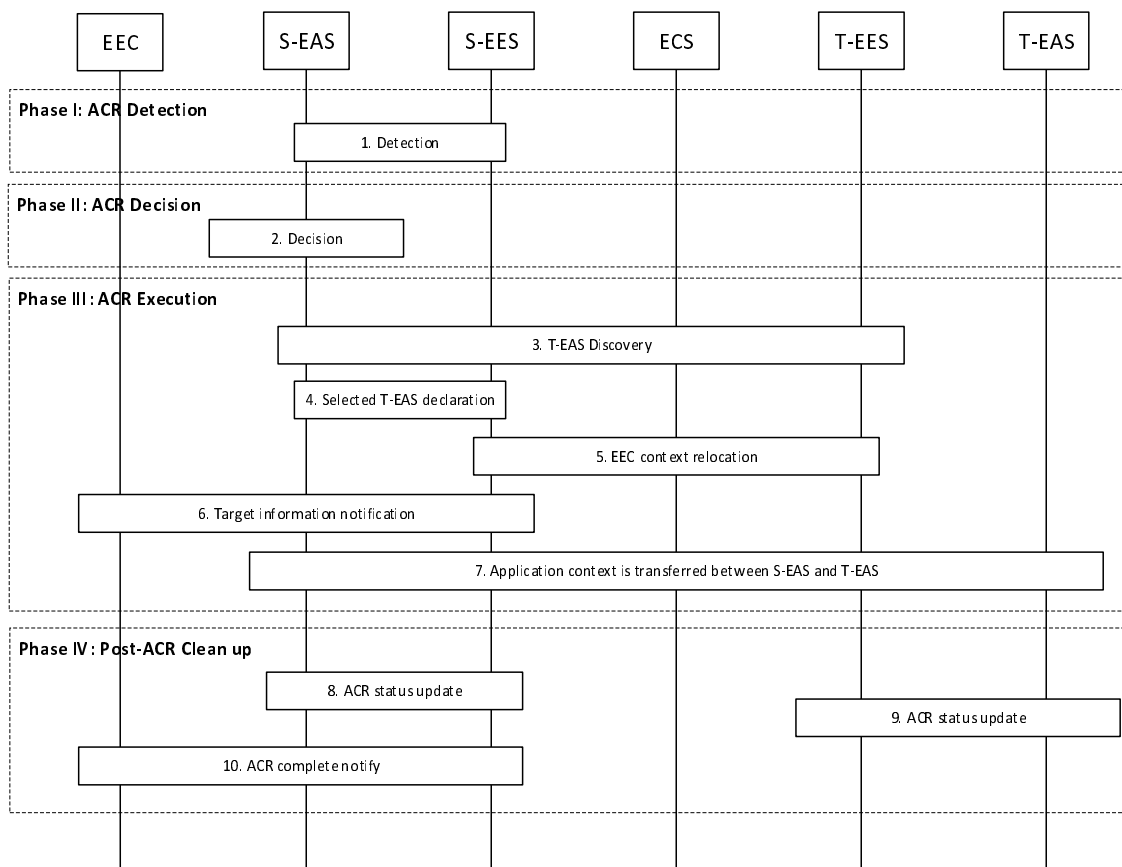 EEC
S-EAS
S-EES
ECS
T-EES
T-EAS
Phase I: ACR Detection
1. Detection
Phase II: ACR Decision
2. Decision
Phase III: ACR Execution
3. T-EAS Discovery
4. Selected T-EAS declaration
5. EEC context relocation
6. Target information notification
7. Application context is transferred between S-EAS and T-EAS
Phase IV: Post-ACR Clean up
8. ACR status update
9. ACR status update
10. ACR complete notify